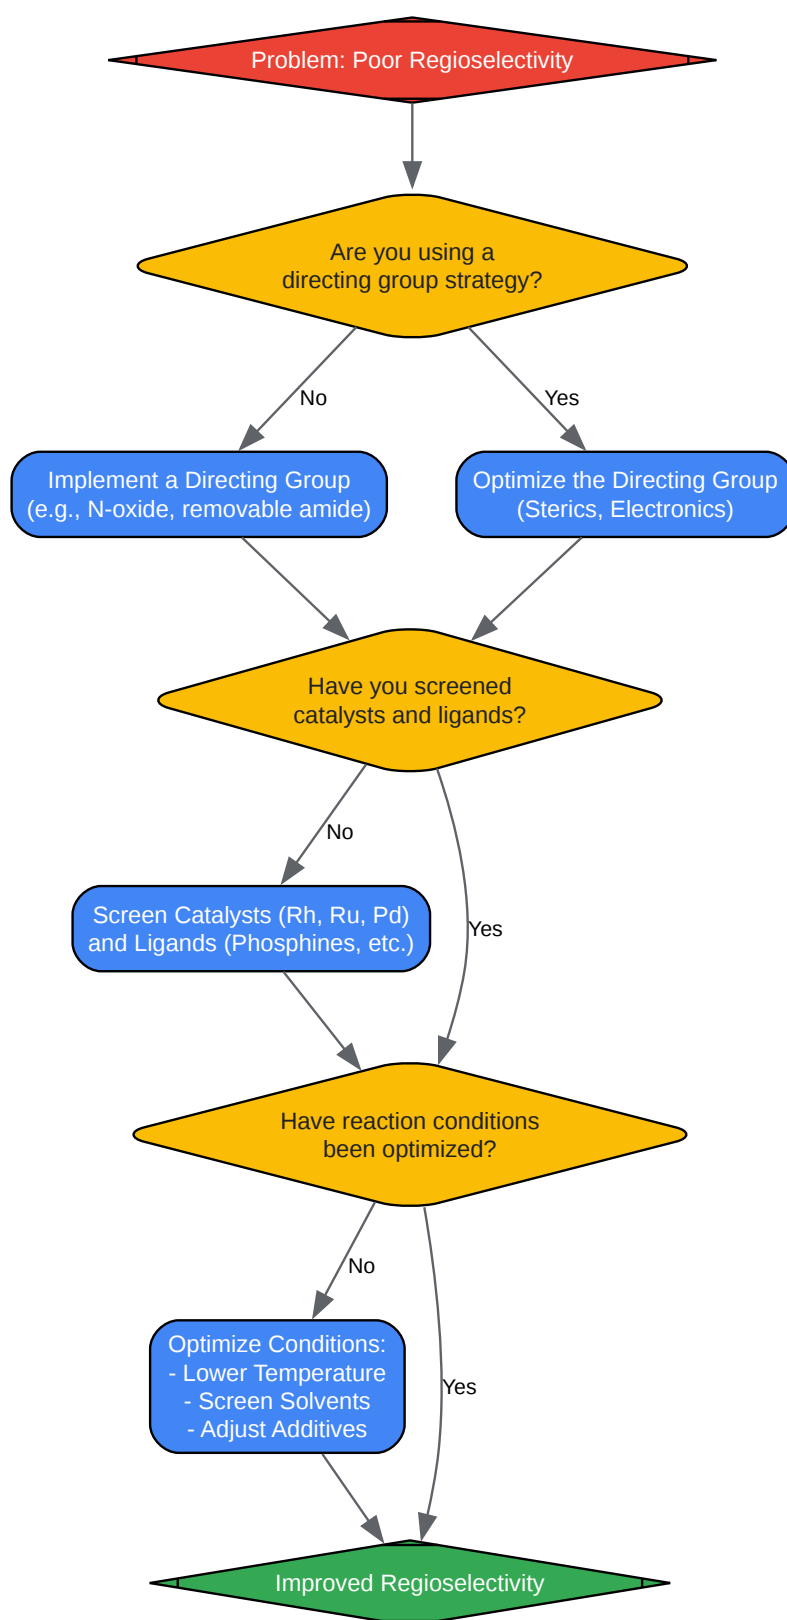 Problem: Poor Regioselectivity
Are you using a
directing group strategy?
No
Yes
Implement a Directing Group
(e.g., N-oxide, removable amide)
Optimize the Directing Group
(Sterics, Electronics)
Have you screened
catalysts and ligands?
No
Screen Catalysts (Rh, Ru, Pd)
and Ligands (Phosphines, etc.)
Yes
Have reaction conditions
been optimized?
No
Optimize Conditions:
- Lower Temperature
- Screen Solvents
- Adjust Additives
Yes
Improved Regioselectivity